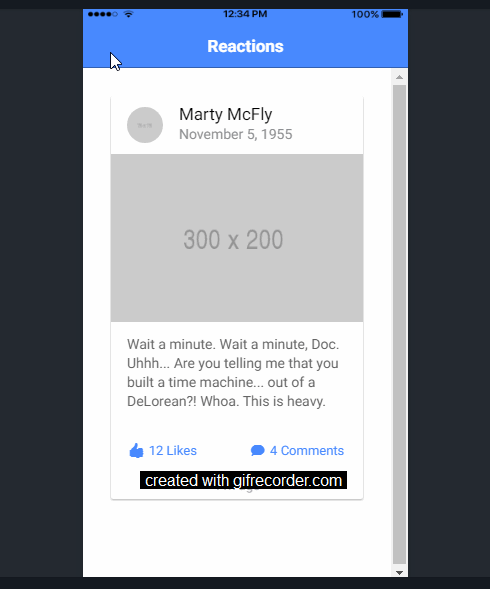 12:34 PM
100%
Reactions
Marty McFly
November 5, 1955
300 x 200
Wait a minute. Wait a minute, Doc.
Uhhh... Are you telling me that you
built a time machine... out of a
DeLorean?! Whoa. This is heavy.
12 Likes
4 Comments
created with gifrecorder.com